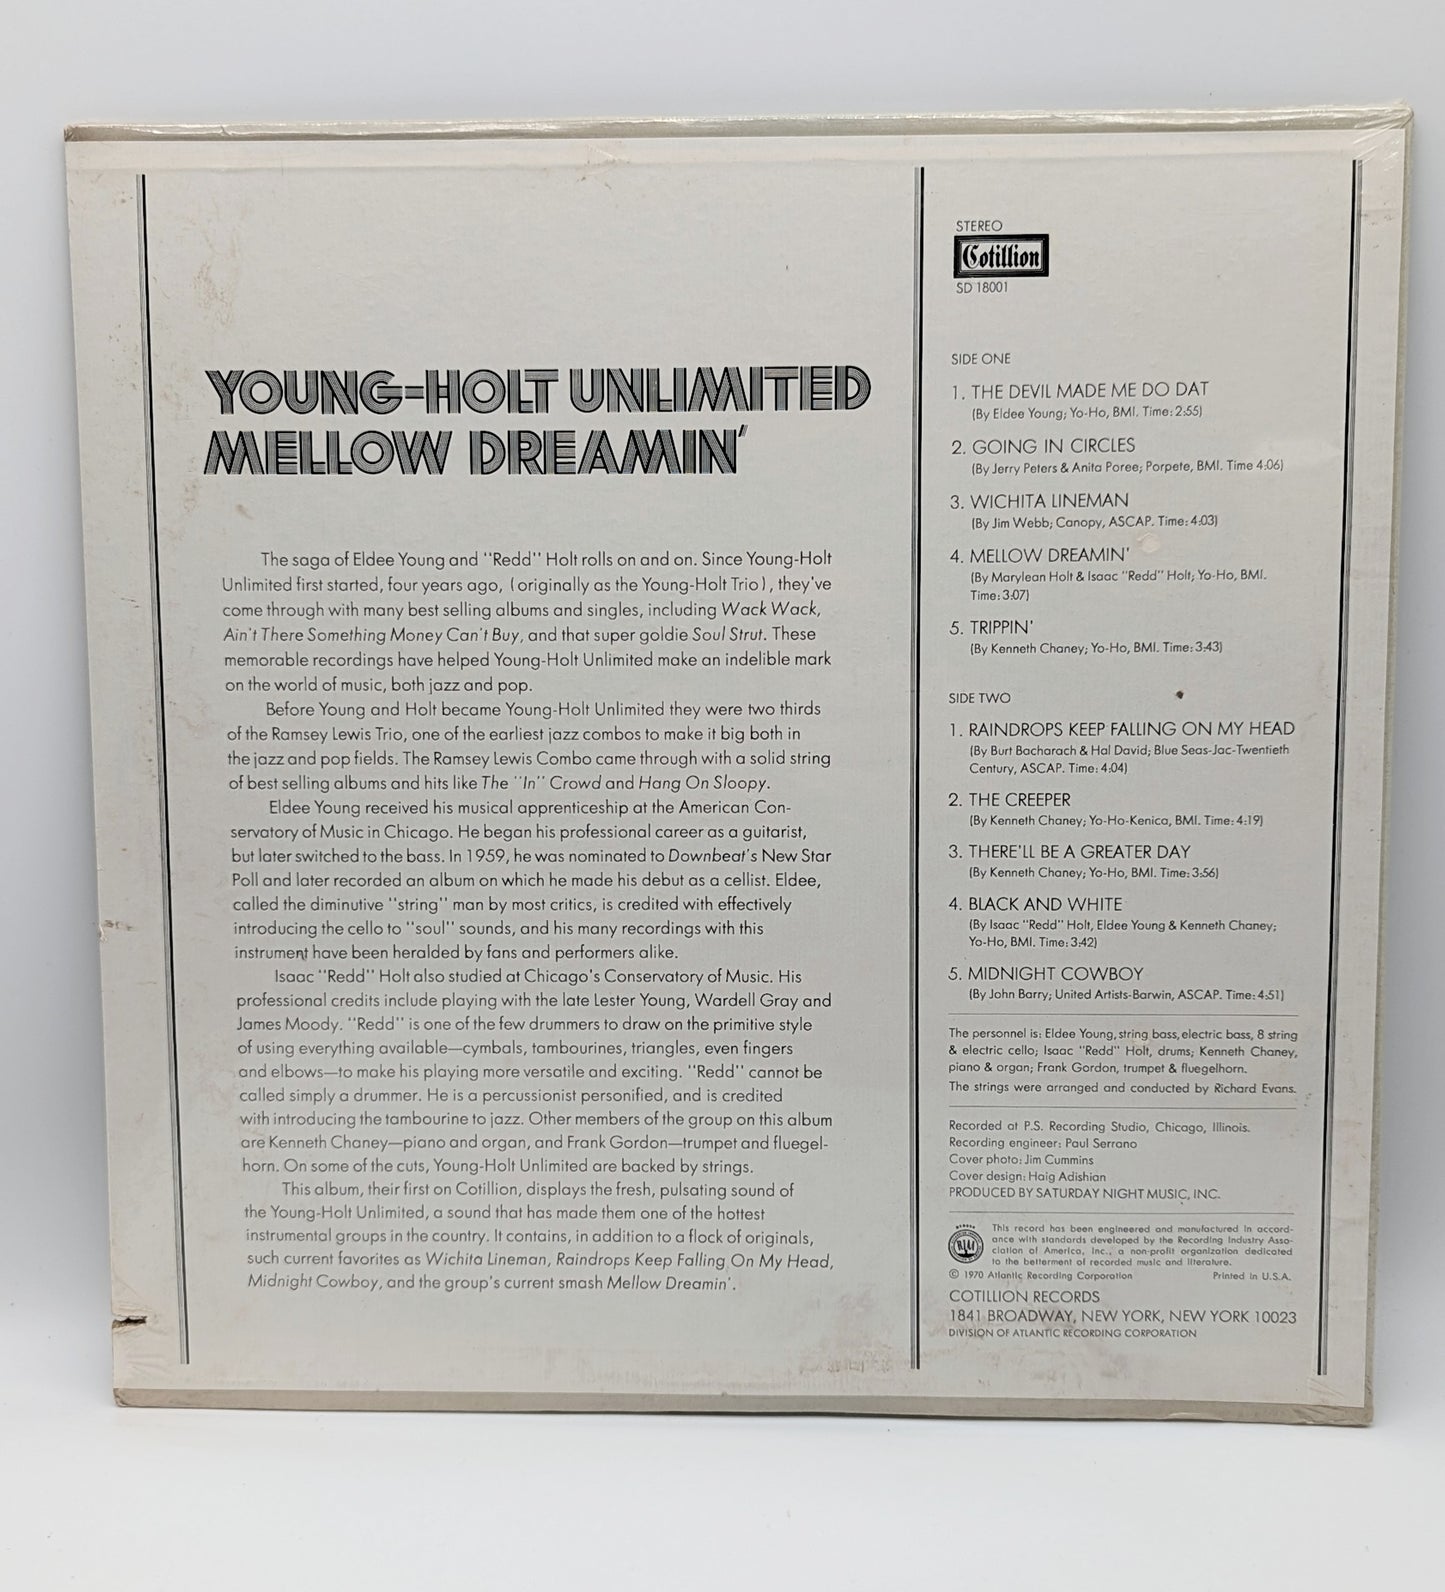 YOUNG-HOLT UNLIMITED
MELLOW DREAMIN'
The saga of Eldee Young and "Redd" Holt rolls on and on. Since Young-Holt
Unlimited first started, four years ago, (originally as the Young-Holt Trio), they've
come through with many best selling albums and singles, including Wack Wack,
Ain't There Something Money Can't Buy, and that super goldie Soul Strut. These
memorable recordings have helped Young-Holt Unlimited make an indelible mark
on the world of music, both jazz and pop.
Before Young and Holt became Young-Holt Unlimited they were two thirds
of the Ramsey Lewis Trio, one of the earliest jazz combos to make it big both in
the jazz and pop fields. The Ramsey Lewis Combo came through with a solid string
of best selling albums and hits like The "In" Crowd and Hang On Sloopy.
Eldee Young received his musical apprenticeship at the American Con-
servatory of Music in Chicago. He began his professional career as a guitarist,
but later switched to the bass. In 1959, he was nominated to Downbeat's New Star
Poll and later recorded an album on which he made his debut as a cellist. Eldee,
called the diminutive "string" man by most critics, is credited with effectively
introducing the cello to "soul" sounds, and his many recordings with this
instrument have been heralded by fans and performers alike.
Isaac "Redd" Holt also studied at Chicago's Conservatory of Music. His
professional credits include playing with the late Lester Young, Wardell Gray and
James Moody. "Redd" is one of the few drummers to draw on the primitive style
of using everything available—cymbals, tambourines, triangles, even fingers
and elbows—to make his playing more versatile and exciting. "Redd" cannot be
called simply a drummer. He is a percussionist personified, and is credited
with introducing the tambourine to jazz. Other members of the group on this album
are Kenneth Chaney—piano and organ, and Frank Gordon—trumpet and fluegel-
horn. On some of the cuts, Young-Holt Unlimited are backed by strings.
This album, their first on Cotillion, displays the fresh, pulsating sound of
the Young-Holt Unlimited, a sound that has made them one of the hottest
instrumental groups in the country. It contains, in addition to a flock of originals,
such current favorites as Wichita Lineman, Raindrops Keep Falling On My Head,
Midnight Cowboy, and the group's current smash Mellow Dreamin'.
STEREO
Cotillion
SD 18001
SIDE ONE
1. THE DEVIL MADE ME DO DAT
(By Eldee Young; Yo-Ho, BMI. Time: 2:55)
2. GOING IN CIRCLES
(By Jerry Peters & Anita Poree; Porpete, BMI. Time 4:06)
3. WICHITA LINEMAN
(By Jim Webb; Canopy, ASCAP. Time: 4:03)
4. MELLOW DREAMIN'
(By Marylean Holt & Isaac "Redd" Holt; Yo-Ho, BMI.
Time: 3:07)
5. TRIPPIN'
(By Kenneth Chaney; Yo-Ho, BMI. Time: 3:43)
SIDE TWO
1. RAINDROPS KEEP FALLING ON MY HEAD
(By Burt Bacharach & Hal David; Blue Seas-Jac-Twentieth
Century, ASCAP. Time: 4:04)
2. THE CREEPER
(By Kenneth Chaney; Yo-Ho-Kenica, BMI. Time: 4:19)
3. THERE'LL BE A GREATER DAY
(By Kenneth Chaney; Yo-Ho, BMI. Time: 3:56)
4. BLACK AND WHITE
(By Isaac "Redd" Holt, Eldee Young & Kenneth Chaney;
Yo-Ho, BMI. Time: 3:42)
5. MIDNIGHT COWBOY
(By John Barry; United Artists-Barwin, ASCAP. Time: 4:51)
The personnel is: Eldee Young, string bass, electric bass, 8 string
& electric cello; Isaac "Redd" Holt, drums; Kenneth Chaney,
piano & organ; Frank Gordon, trumpet & fluegelhorn.
The strings were arranged and conducted by Richard Evans.
Recorded at P.S. Recording Studio, Chicago, Illinois.
Recording engineer: Paul Serrano
Cover photo: Jim Cummins
Cover design: Haig Adishian
PRODUCED BY SATURDAY NIGHT MUSIC, INC.
RIAA
This record has been engineered and manufactured in accord-
ance with standards developed by the Recording Industry Asso-
ciation of America, Inc., a non-profit organization dedicated
to the betterment of recorded music and literature.
© 1970 Atlantic Recording Corporation Printed in U.S.A.
COTILLION RECORDS
1841 BROADWAY, NEW YORK, NEW YORK 10023
DIVISION OF ATLANTIC RECORDING CORPORATION